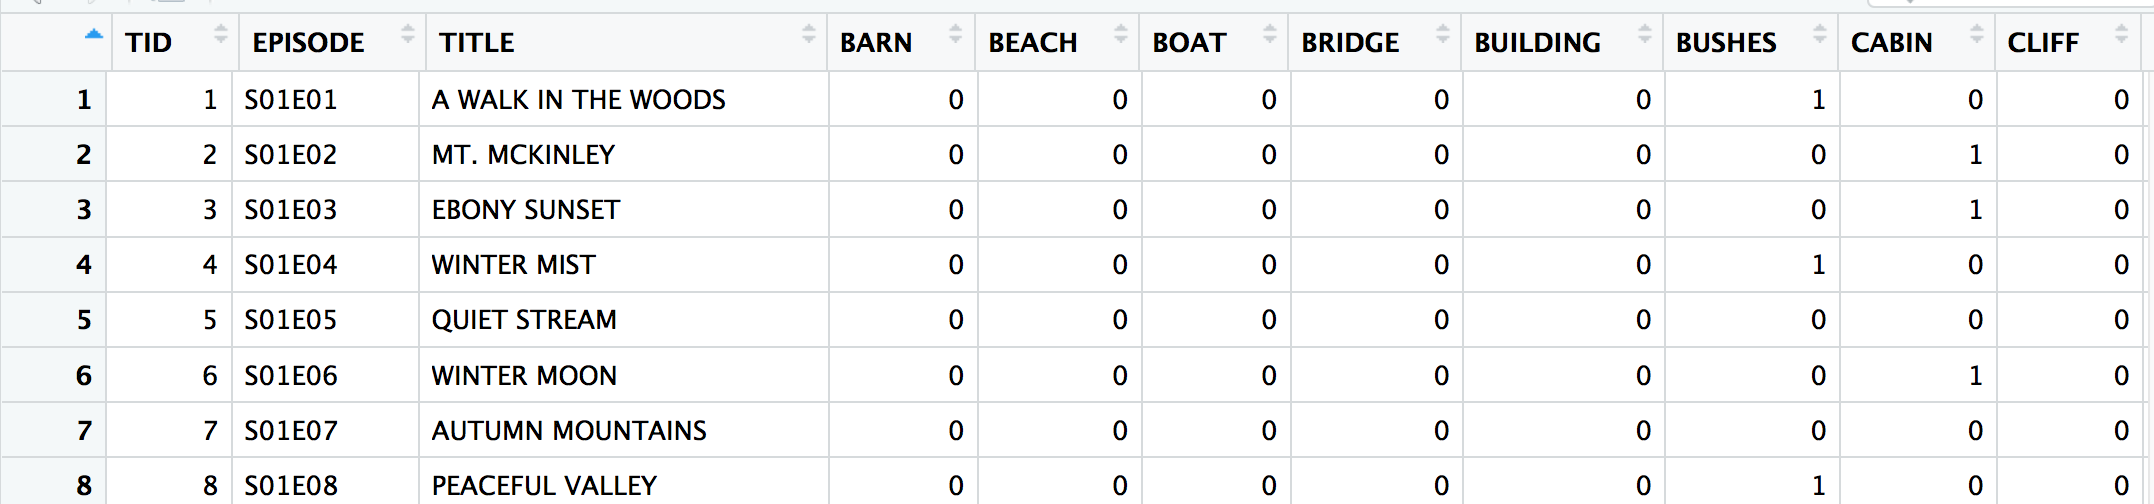 TID EPISODE TITLE BARN BEACH BOAT BRIDGE BUILDING BUSHES CABIN CLIFF
1 1 S01E01 A WALK IN THE WOODS 0 0 0 0 0 1 0 0
2 2 S01E02 MT. MCKINLEY 0 0 0 0 0 0 1 0
3 3 S01E03 EBONY SUNSET 0 0 0 0 0 0 1 0
4 4 S01E04 WINTER MIST 0 0 0 0 0 1 0 0
5 5 S01E05 QUIET STREAM 0 0 0 0 0 0 0 0
6 6 S01E06 WINTER MOON 0 0 0 0 0 0 1 0
7 7 S01E07 AUTUMN MOUNTAINS 0 0 0 0 0 0 0 0
8 8 S01E08 PEACEFUL VALLEY 0 0 0 0 0 1 0 0